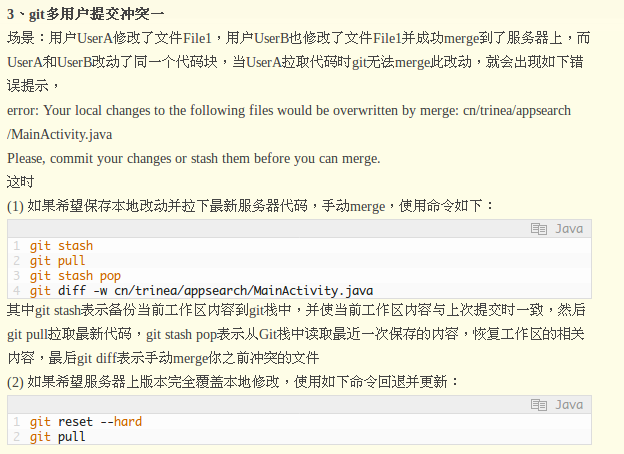 3、git多用户提交冲突一
场景：用户UserA修改了文件File1，用户UserB也修改了文件File1并成功merge到了服务器上，而
UserA和UserB改动了同一个代码块，当UserA拉取代码时git无法merge此改动，就会出现如下错
误提示，
error: Your local changes to the following files would be overwritten by merge: cn/trinea/appsearch
/MainActivity.java
Please, commit your changes or stash them before you can merge.
这时
(1) 如果希望保存本地改动并拉下最新服务器代码，手动merge，使用命令如下：
Java
1 git stash
2 git pull
3 git stash pop
4 git diff -w cn/trinea/appsearch/MainActivity.java
其中git stash表示备份当前工作区内容到git栈中，并使当前工作区内容与上次提交时一致，然后
git pull拉取最新代码，git stash pop表示从Git栈中读取最近一次保存的内容，恢复工作区的相关
内容，最后git diff表示手动merge你之前冲突的文件
(2) 如果希望服务器上版本完全覆盖本地修改，使用如下命令回退并更新：
Java
1 git reset --hard
2 git pull